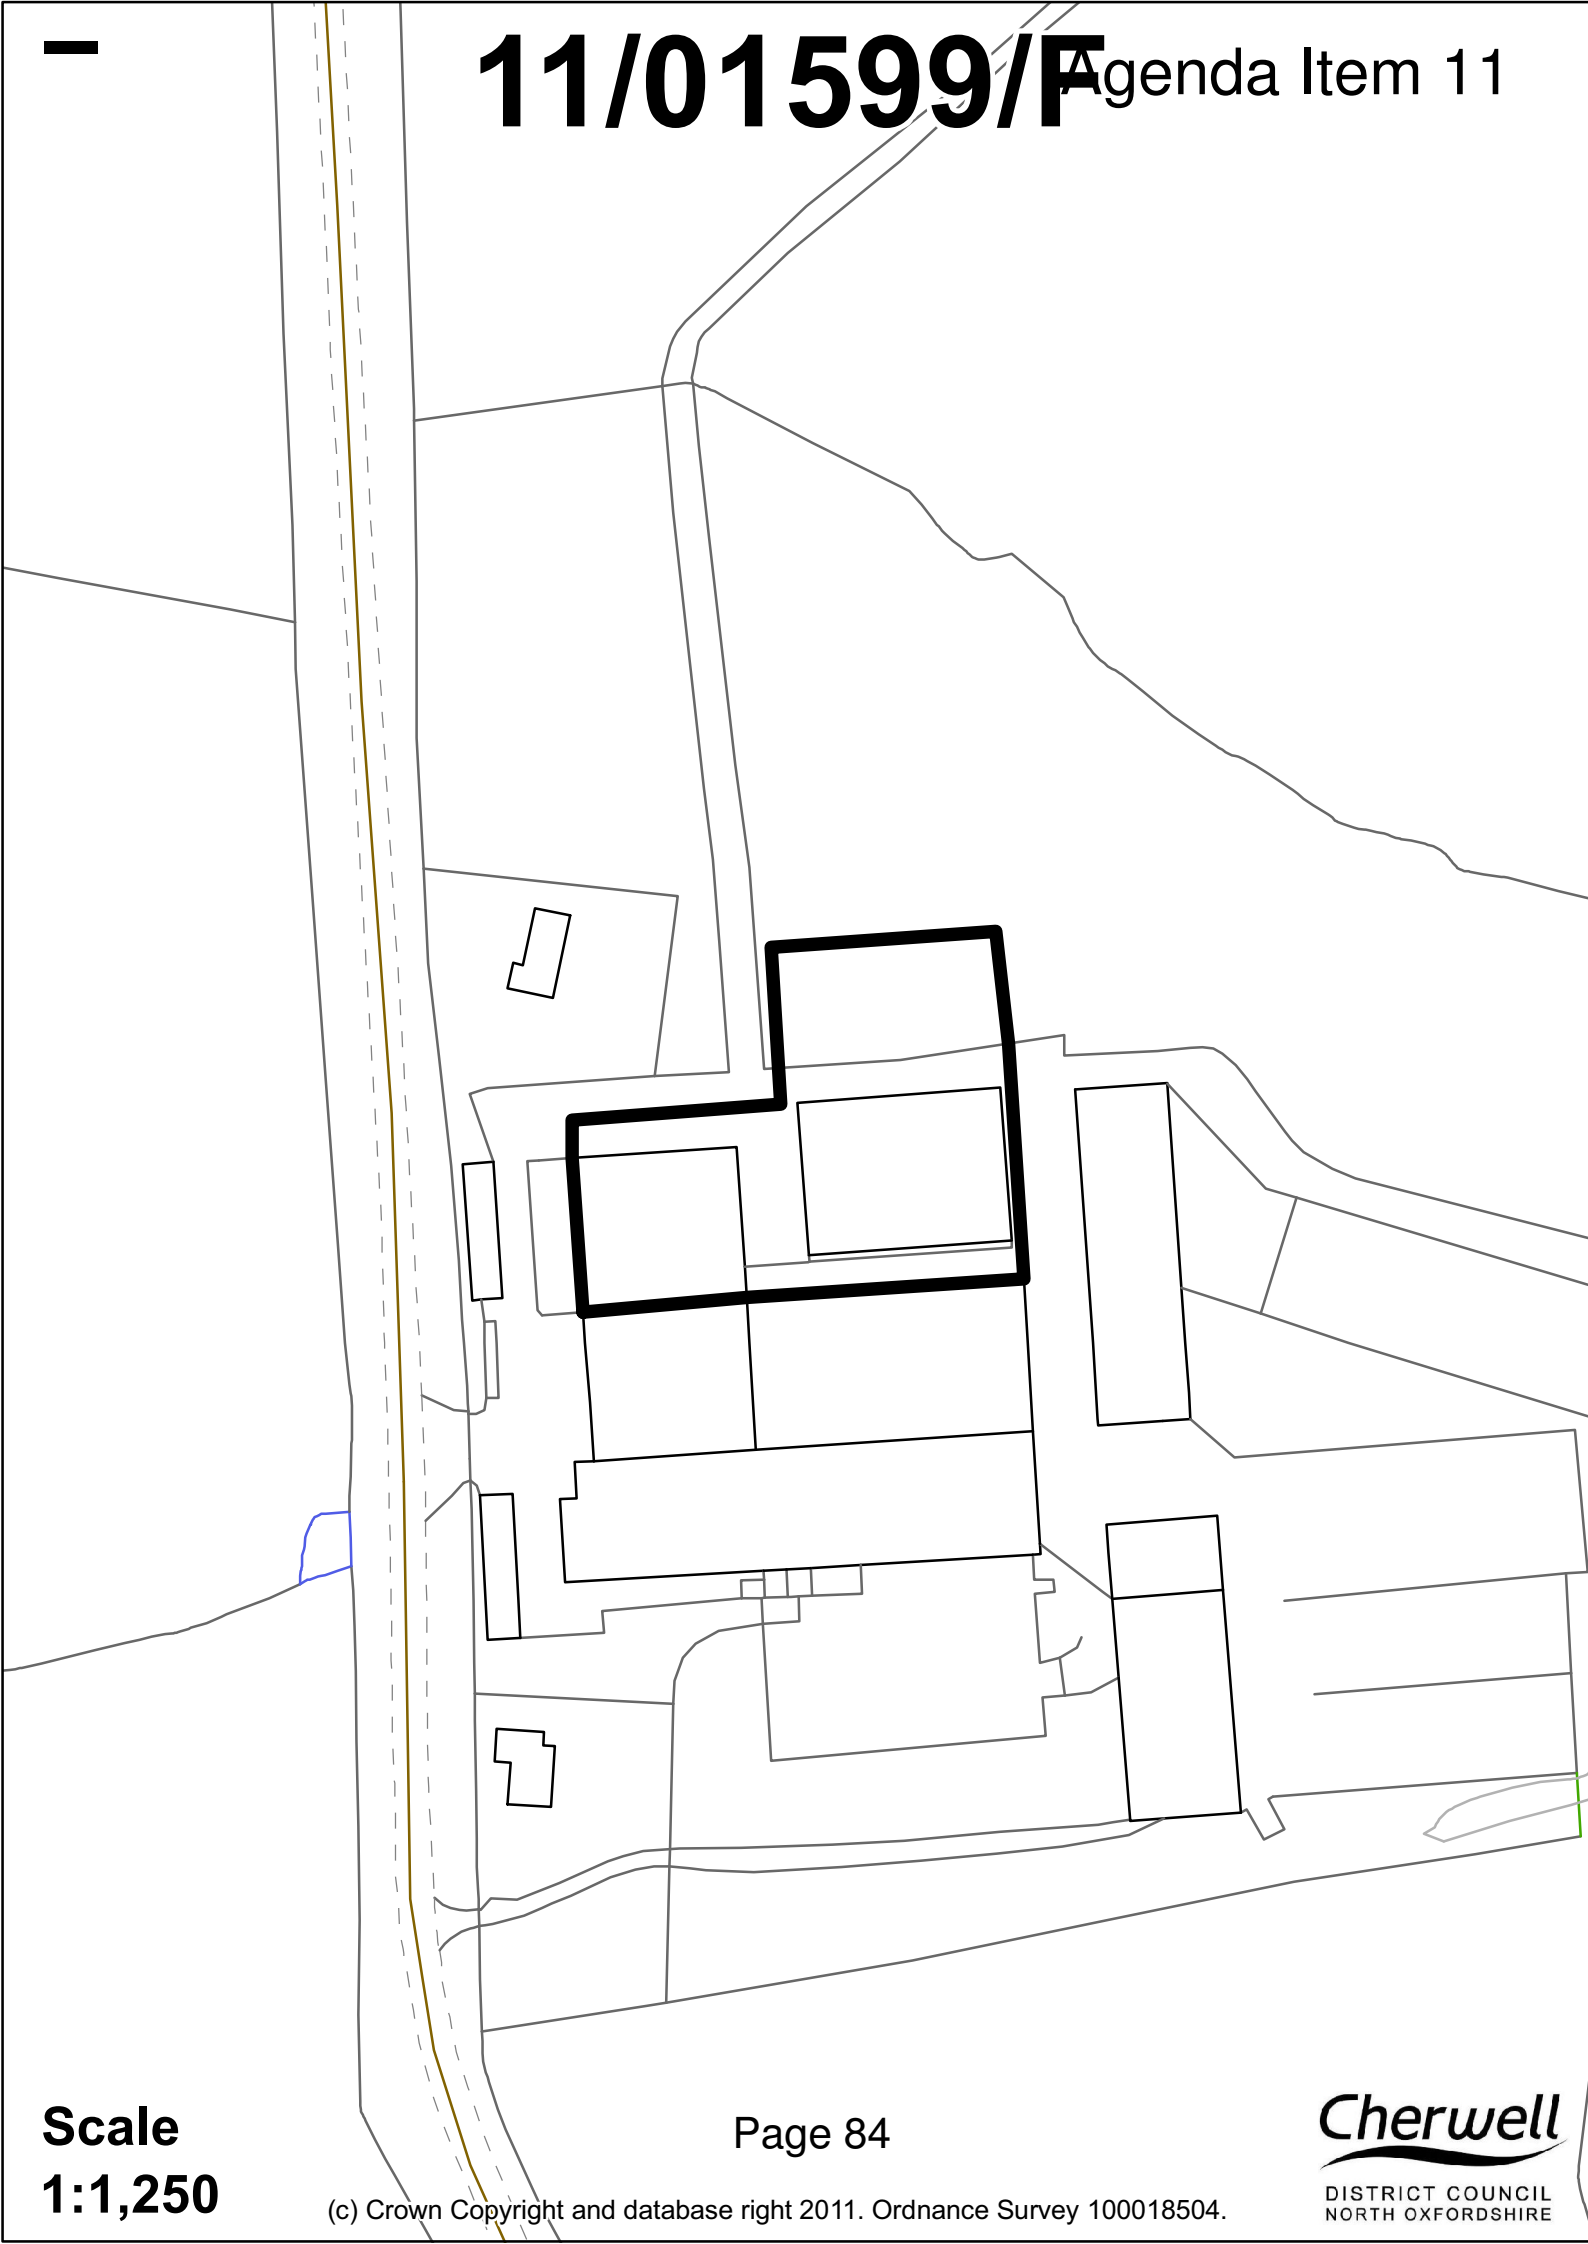 11/01599/F
Agenda Item 11
Scale
1:1,250
Page 84
(c) Crown Copyright and database right 2011. Ordnance Survey 100018504.
Cherwell
DISTRICT COUNCIL
NORTH OXFORDSHIRE